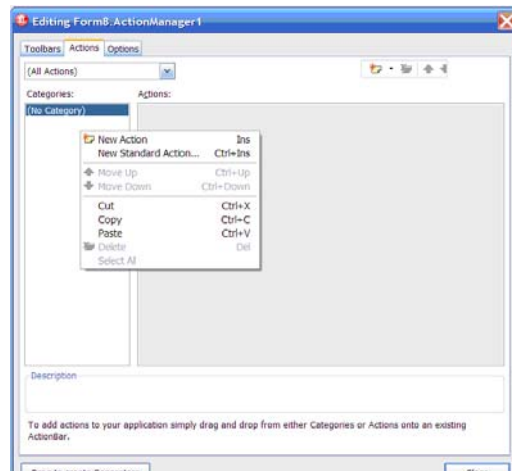 Editing Form8.ActionManager1
Toolbars Actions Options
(All Actions)
Categories: Actions:
(No Category)
New Action Ins
New Standard Action... Ctrl+Ins
Move Up Ctrl+Up
Move Down Ctrl+Down
Cut Ctrl+X
Copy Ctrl+C
Paste Ctrl+V
Delete Del
Select All
Description
To add actions to your application simply drag and drop from either Categories or Actions onto an existing
ActionBar.